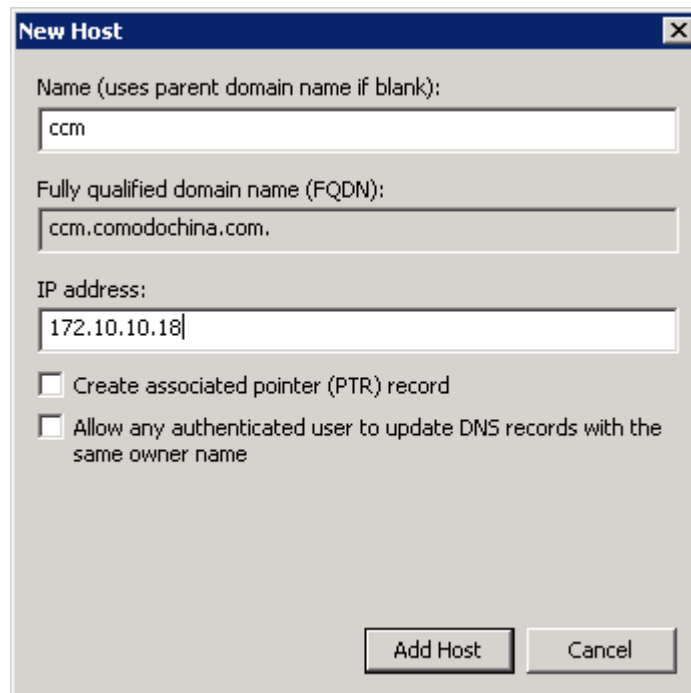 New Host
Name (uses parent domain name if blank):
ccm
Fully qualified domain name (FQDN):
ccm.comodochina.com.
IP address:
172.10.10.18
Create associated pointer (PTR) record
Allow any authenticated user to update DNS records with the
same owner name
Add Host
Cancel